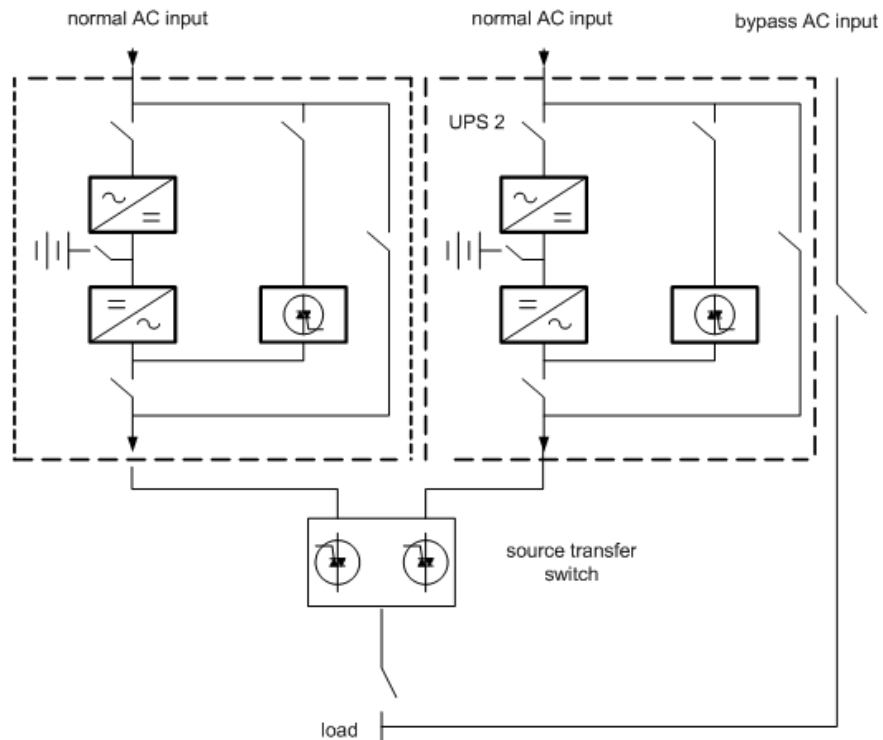 normal AC input
normal AC input
bypass AC input
UPS 2
source transfer
switch
load